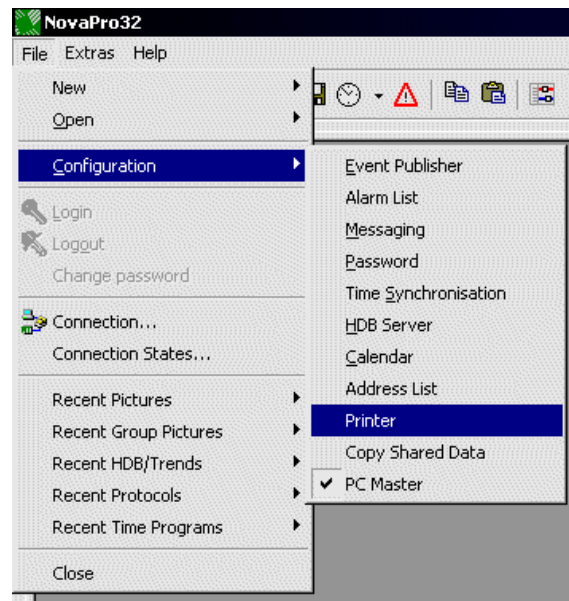 NovaPro32
File Extras Help
New
Open
Configuration
Login
Logout
Change password
Connection...
Connection States...
Recent Pictures
Recent Group Pictures
Recent HDB/Trends
Recent Protocols
Recent Time Programs
Close
Event Publisher
Alarm List
Messaging
Password
Time Synchronisation
HDB Server
Calendar
Address List
Printer
Copy Shared Data
PC Master